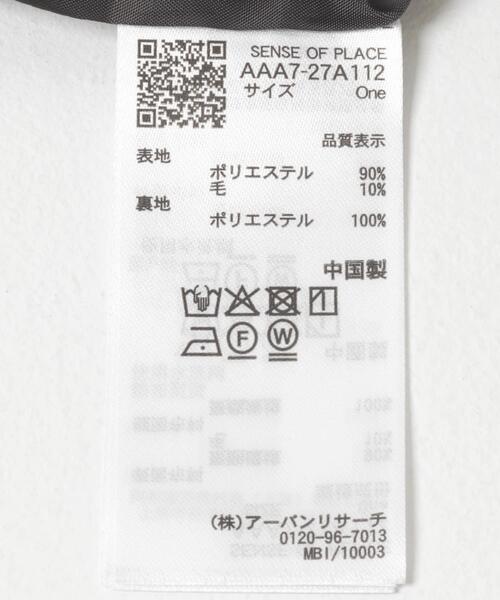 SENSE OF PLACE
AAA7-27A112
サイズ One
品質表示
表地
ポリエステル 90%
毛 10%
裏地
ポリエステル 100%
中国製
F W
(株)アーバンリサーチ
0120-96-7013
MBI/10003